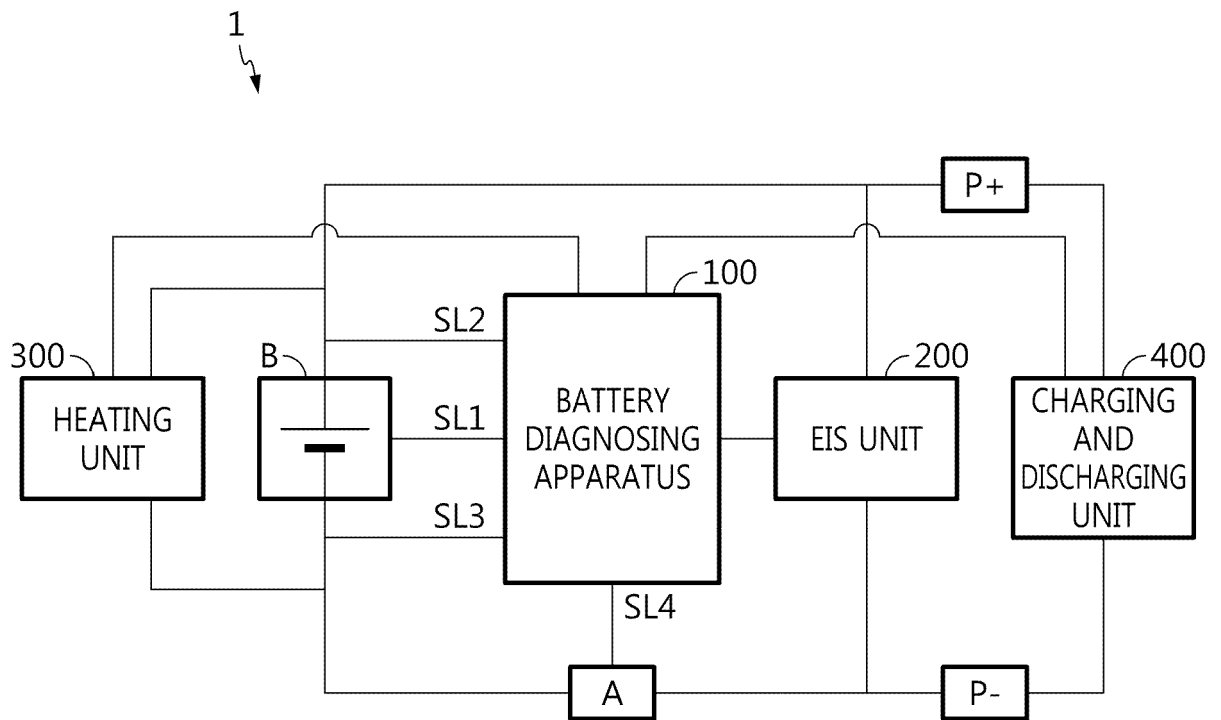 1
P+
100
SL2
300
B
200
400
HEATING
UNIT
SL1
BATTERY
DIAGNOSING
APPARATUS
EIS UNIT
CHARGING
AND
DISCHARGING
UNIT
SL3
SL4
A
P-